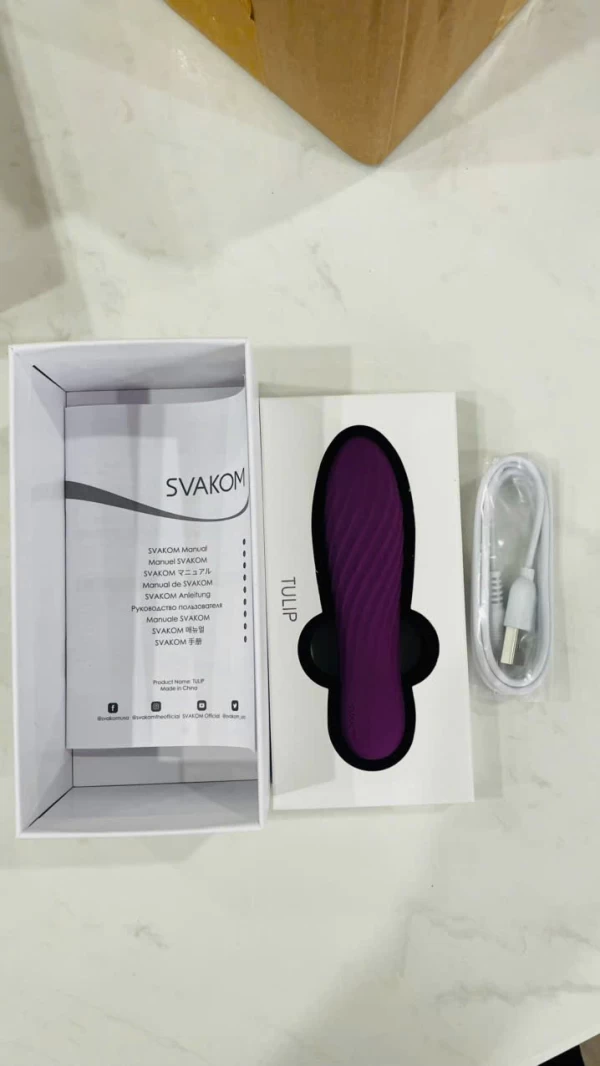 SVAKOM
SVAKOM Manual
Manuel SVAKOM
SVAKOM マニュアル
Manual de SVAKOM
SVAKOM Anleitung
Руководство пользователя
Manuale SVAKOM
SVAKOM 매뉴얼
SVAKOM 手册
Product Name: TULIP
Made in China
@svakomtheofficial SVAKOM Official
TULIP